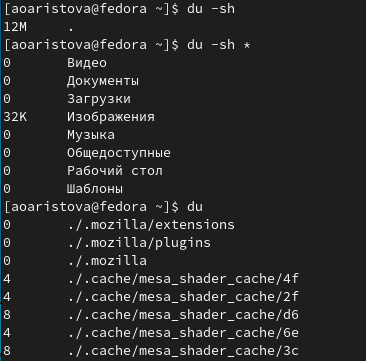 [aoaristova@fedora ~]$ du -sh
12M .
[aoaristova@fedora ~]$ du -sh *
0 Видео
0 Документы
0 Загрузки
32K Изображения
0 Музыка
0 Общедоступные
0 Рабочий стол
0 Шаблоны
[aoaristova@fedora ~]$ du
0 ./.mozilla/extensions
0 ./.mozilla/plugins
0 ./.mozilla
4 ./.cache/mesa_shader_cache/4f
4 ./.cache/mesa_shader_cache/2f
8 ./.cache/mesa_shader_cache/d6
4 ./.cache/mesa_shader_cache/6e
8 ./.cache/mesa_shader_cache/3c